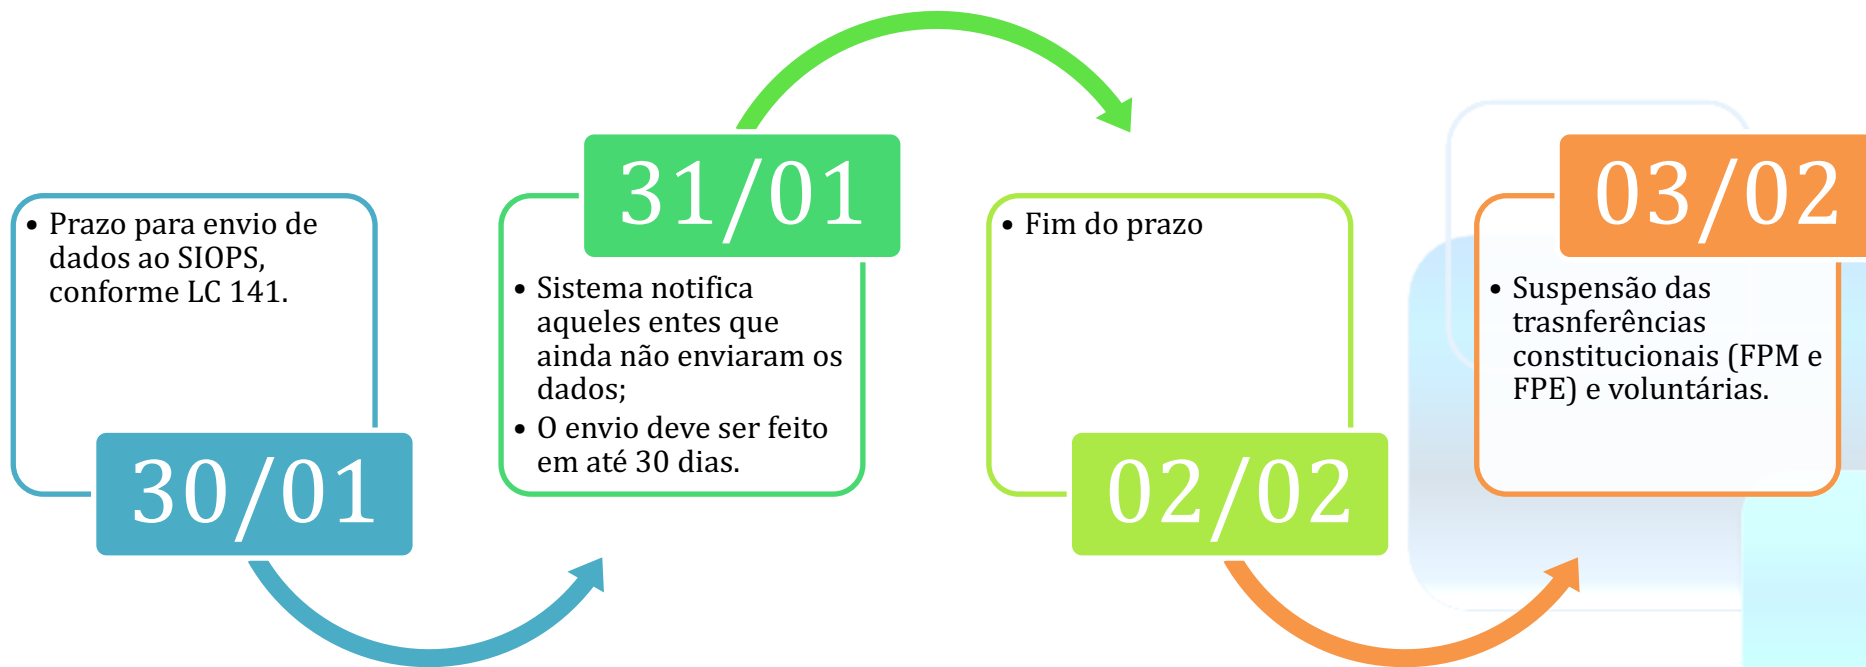 • Prazo para envio de
dados ao SIOPS,
conforme LC 141.
30/01
31/01
• Sistema notifica
aqueles entes que
ainda não enviaram os
dados;
• O envio deve ser feito
em até 30 dias.
• Fim do prazo
02/02
03/02
• Suspensão das
trasnferências
constitucionais (FPM e
FPE) e voluntárias.